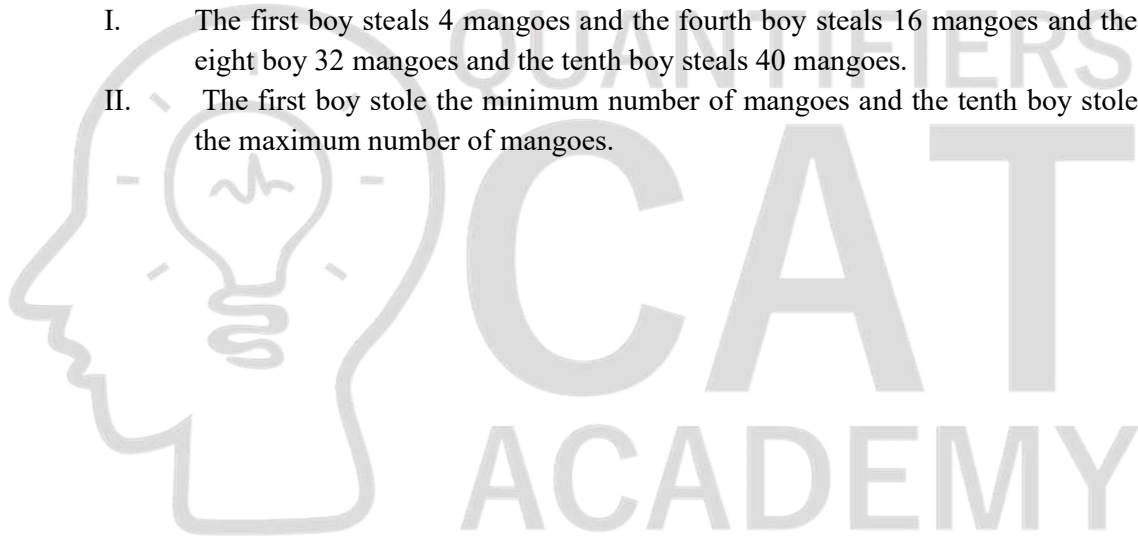 I. The first boy steals 4 mangoes and the fourth boy steals 16 mangoes and the
eight boy 32 mangoes and the tenth boy steals 40 mangoes.
II. The first boy stole the minimum number of mangoes and the tenth boy stole
the maximum number of mangoes.
QUANTIFIERS
CAT
ACADEMY